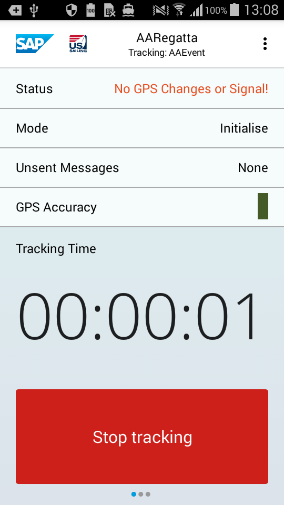 100% 13:08
SAP
AARegatta
Tracking: AAEvent
Status No GPS Changes or Signal!
Mode Initialise
Unsent Messages None
GPS Accuracy
Tracking Time
00:00:01
Stop tracking